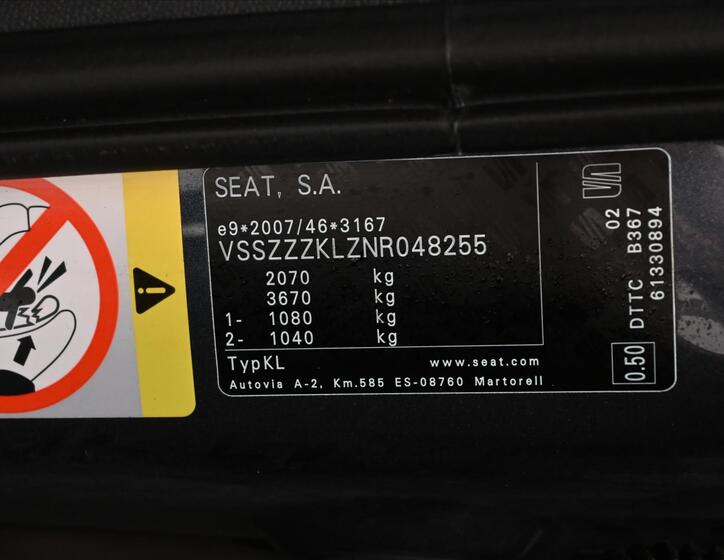 SEAT, S.A.
e9*2007/46*3167
VSSZZZKLZNR048255
2070 kg
3670 kg
1- 1080 kg
2- 1040 kg
TypKL www.seat.com
Autovia A-2, Km.585 ES-08760 Martorell
02
0.50 DTTC B367
61330894